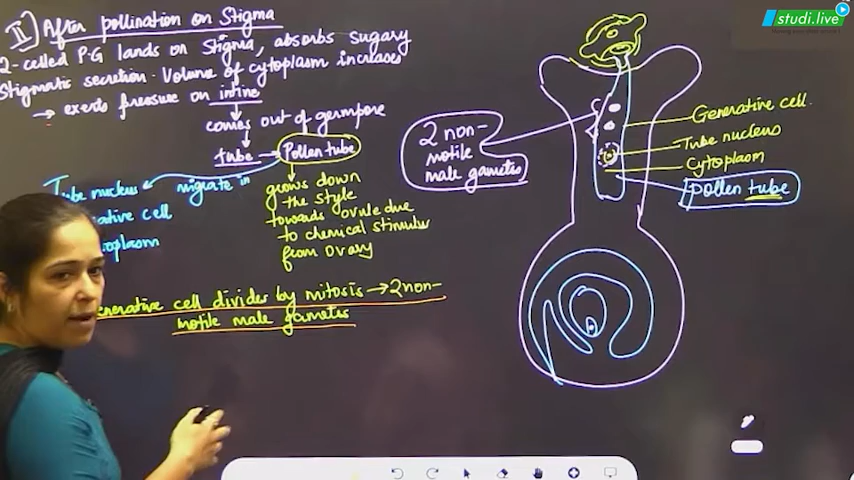 II] After pollination on Stigma
2-celled P.G lands on Stigma, absorbs sugary
Stigmatic secretion. Volume of cytoplasm increases
→ exerts pressure on intine
comes out of germpore
tube → Pollen tube
Tube nucleus migrate in
ative cell
toplasm
grows down
the style
towards ovule due
to chemical stimulus
from ovary
enerative cell divides by mitosis → 2 non-
motile male gametes
2 non-
motile
male gametes
Generative cell.
Tube nucleus
Cytoplasm
pollen tube
studi.live